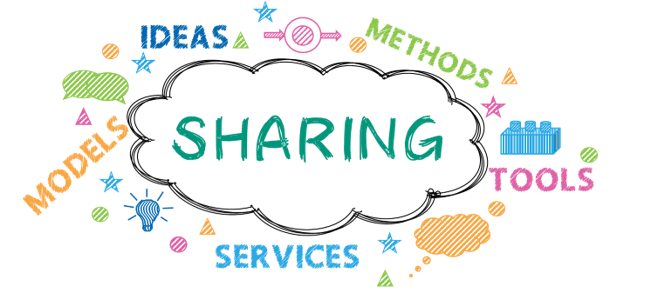 IDEAS
METHODS
SHARING
MODELS
TOOLS
SERVICES